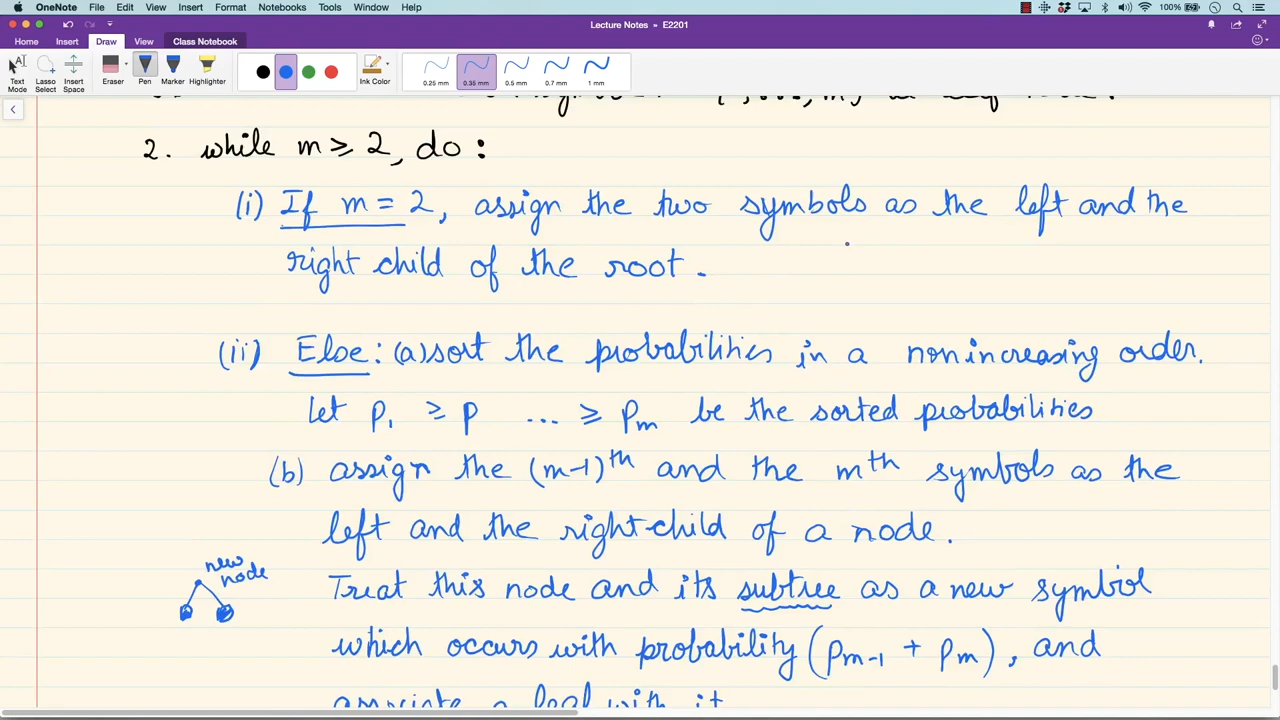 OneNote File Edit View Insert Format Notebooks Tools Window Help 100%
Lecture Notes » E2201
Home Insert Draw View Class Notebook
Text Mode Lasso Select Insert Space Eraser Pen Marker Highlighter Ink Color 0.25 mm 0.35 mm 0.5 mm 0.7 mm 1 mm
2. while m ≥ 2, do :
(i) If m = 2, assign the two symbols as the left and the
right child of the root.
(ii) Else: (a) sort the probabilities in a nonincreasing order.
Let p₁ ≥ p ... ≥ pₘ be the sorted probabilities
(b) assign the (m-1)ᵗʰ and the mᵗʰ symbols as the
left and the right child of a node.
new
node
Treat this node and its subtree as a new symbol
which occurs with probability (pₘ₋₁ + pₘ), and
associate a leaf with it